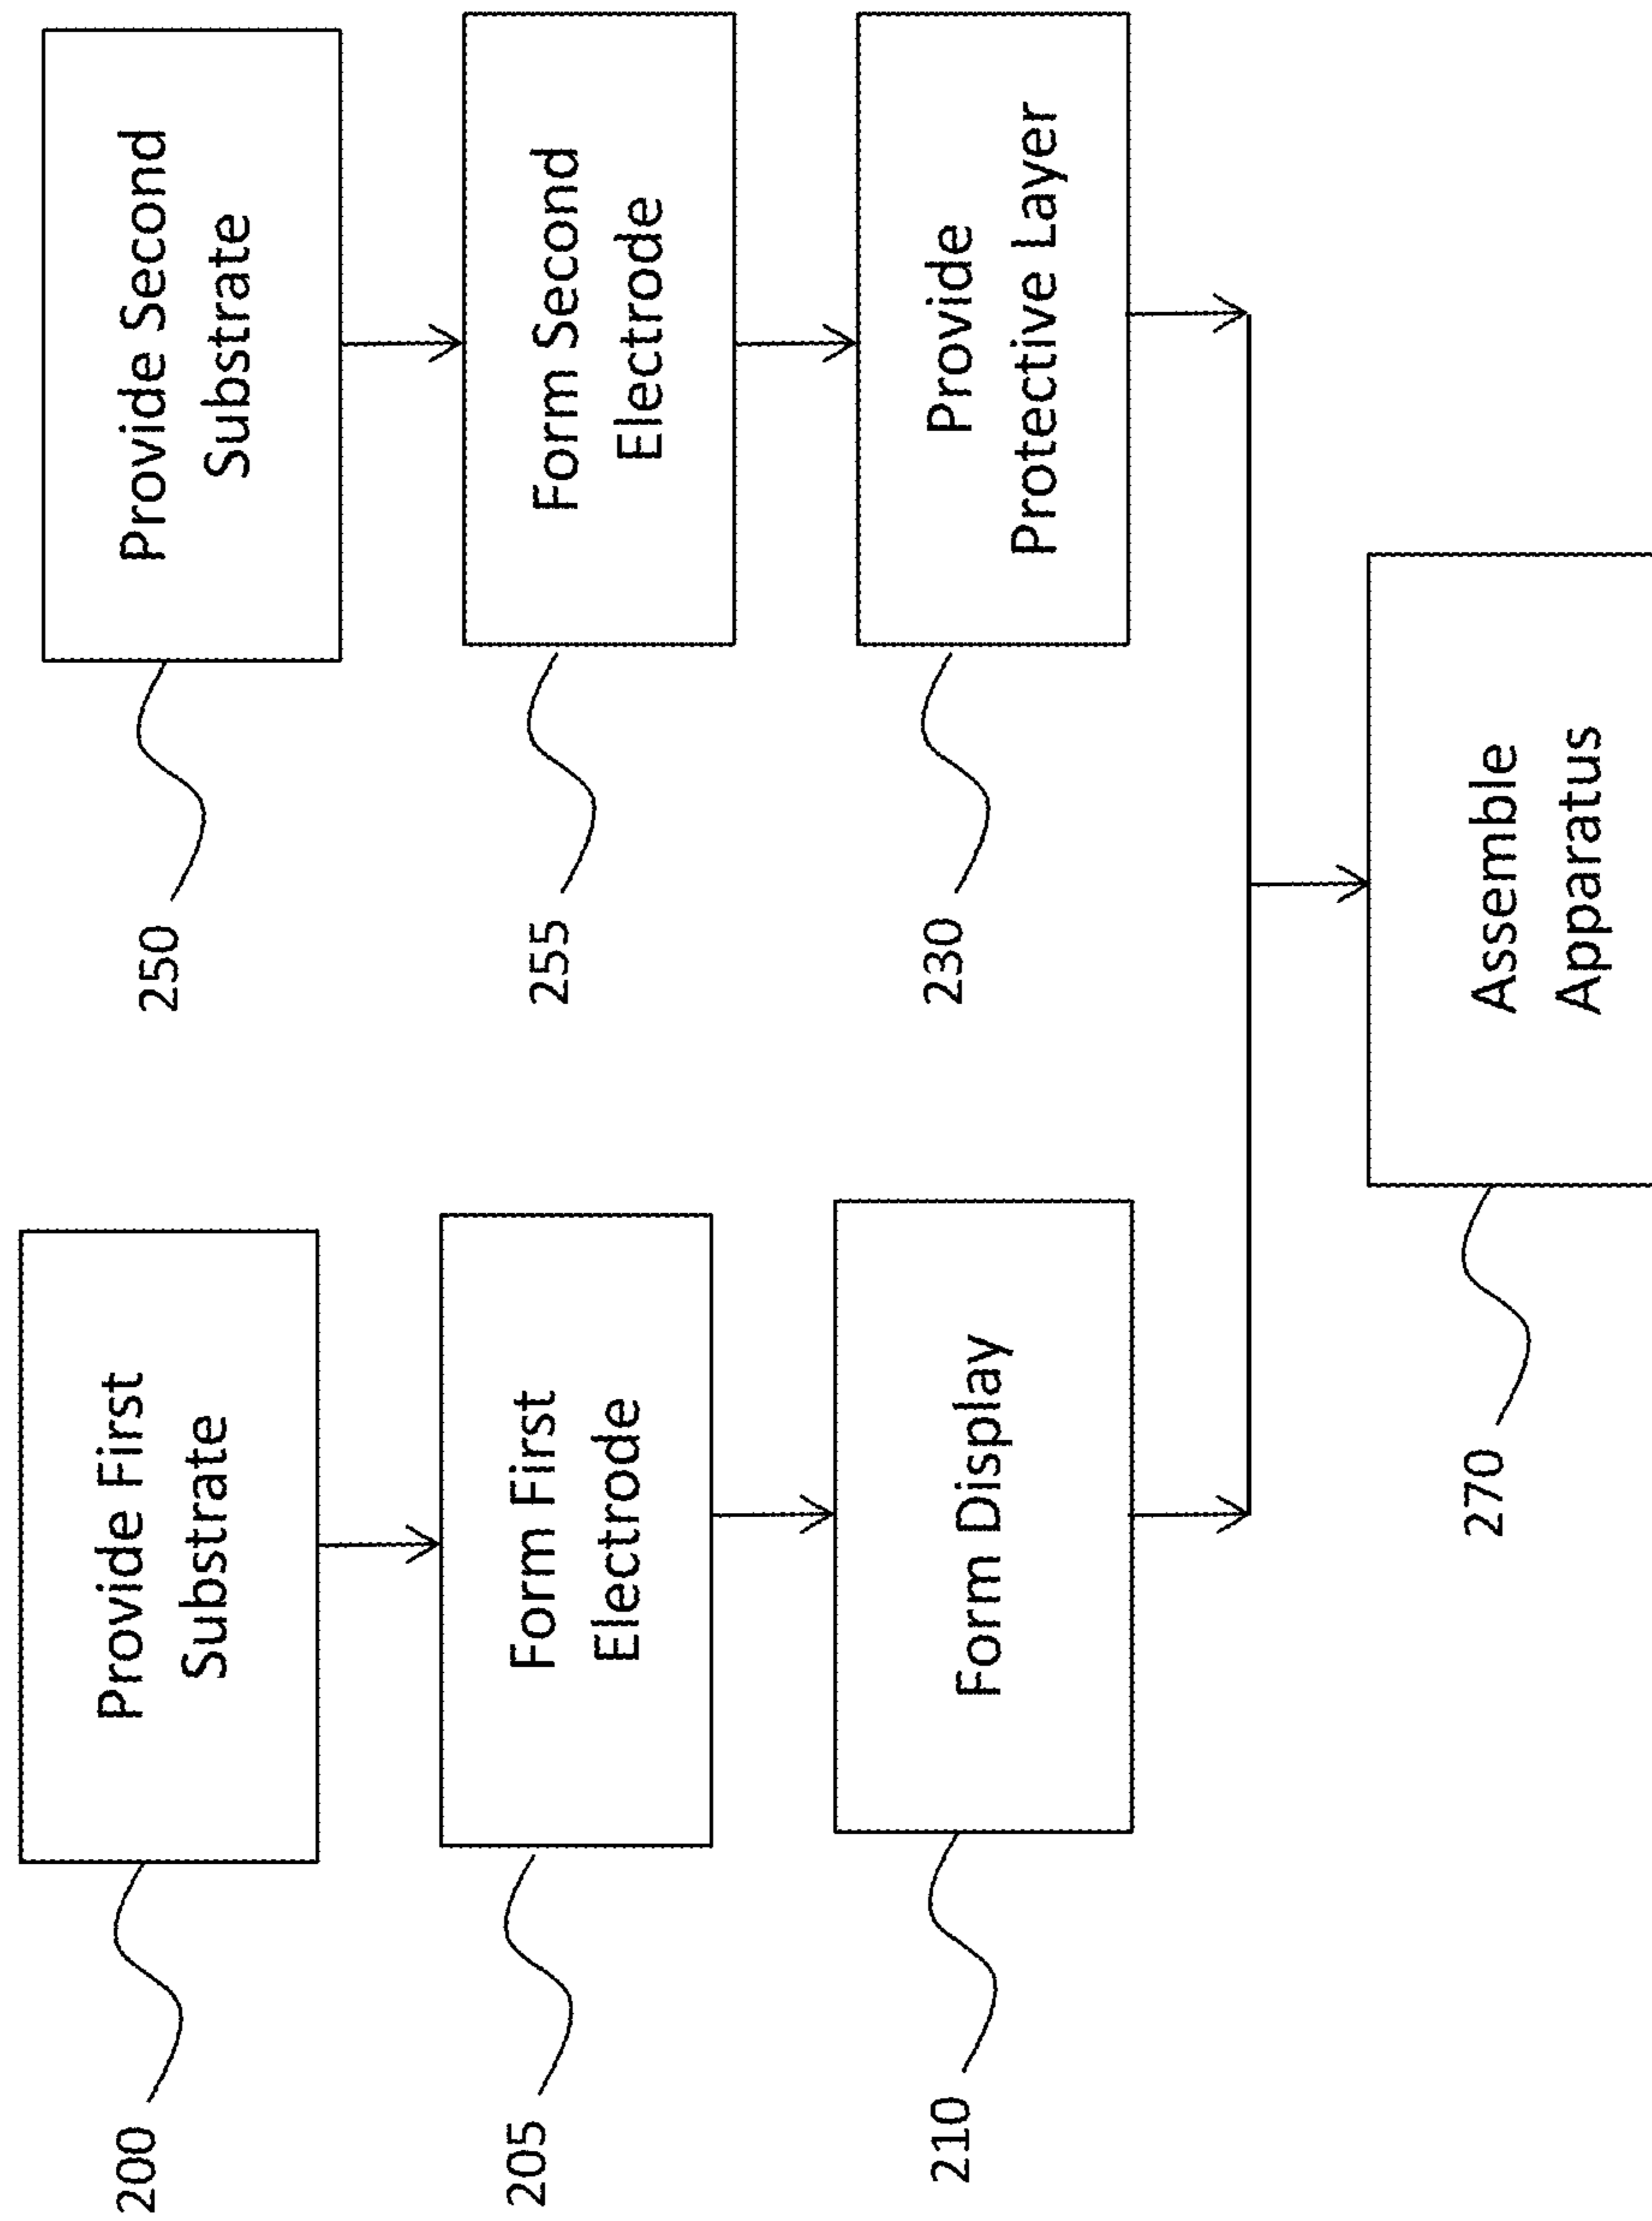 200
Provide First
Substrate
250
Provide Second
Substrate
205
Form First
Electrode
255
Form Second
Electrode
210
Form Display
230
Provide
Protective Layer
270
Assemble
Apparatus